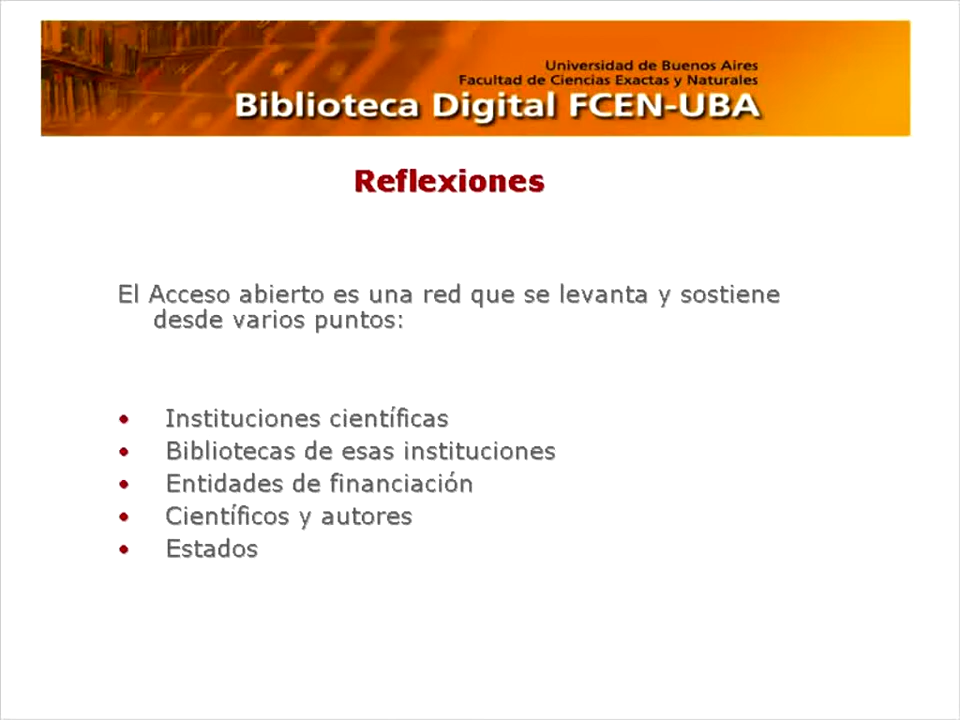 Universidad de Buenos Aires
Facultad de Ciencias Exactas y Naturales
Biblioteca Digital FCEN-UBA
Reflexiones
El Acceso abierto es una red que se levanta y sostiene
desde varios puntos:
• Instituciones científicas
• Bibliotecas de esas instituciones
• Entidades de financiación
• Científicos y autores
• Estados